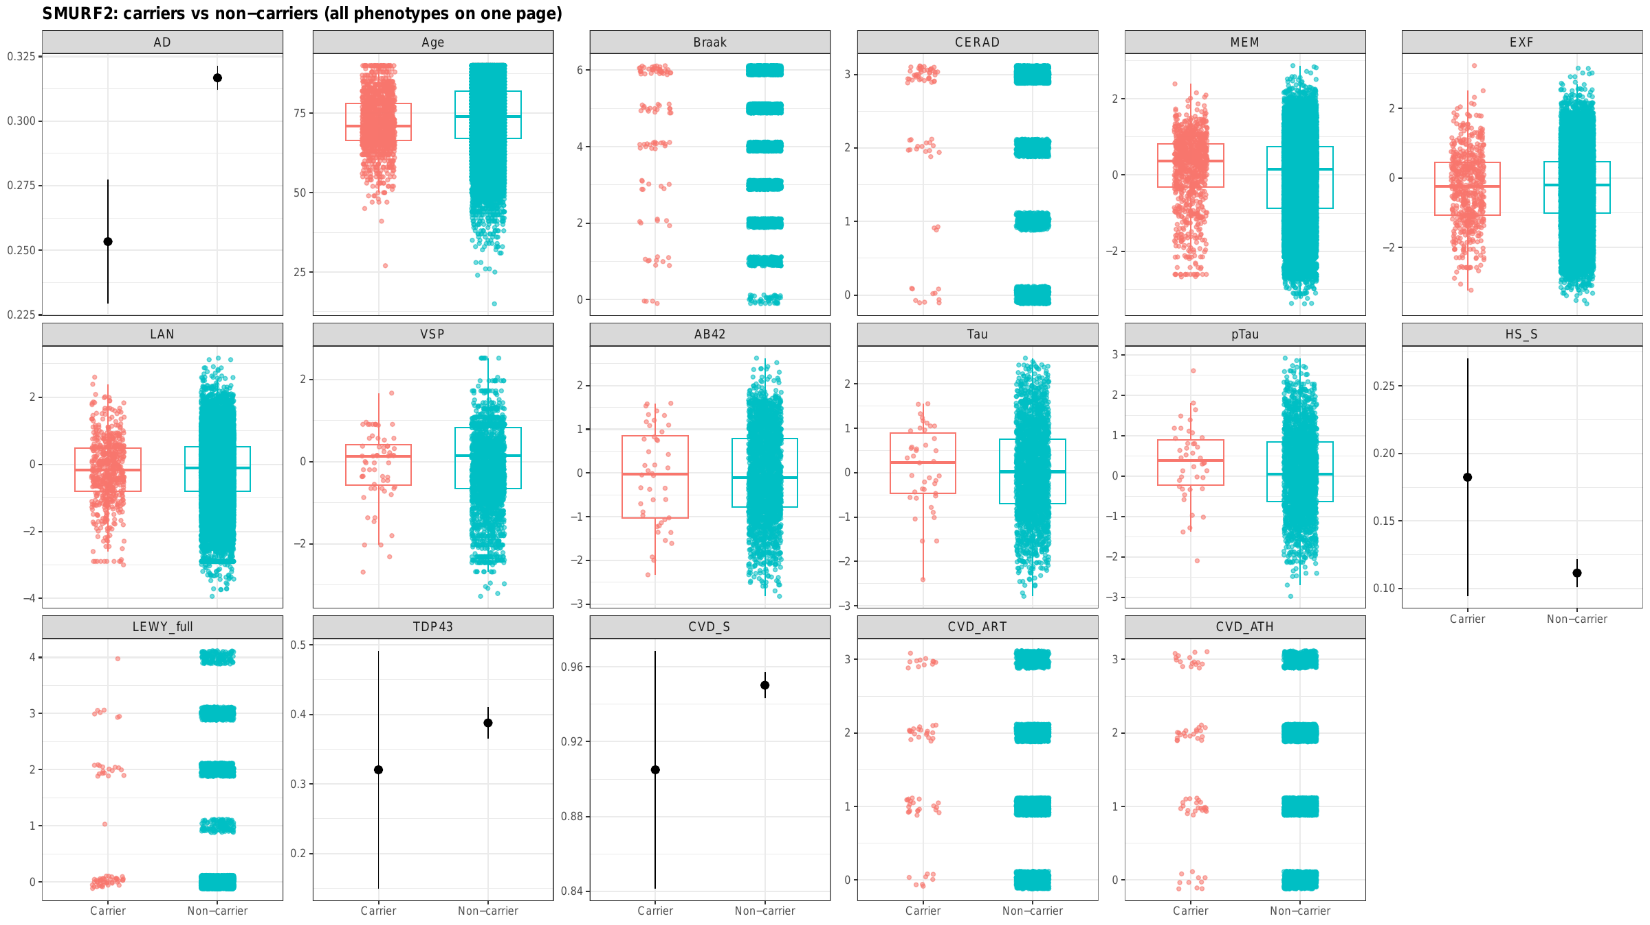 SMURF2: carriers vs non−carriers (all phenotypes on one page)
AD
Age
Braak
CERAD
MEM
EXF
0.325
0.300
0.275
0.250
0.225
75
50
25
6
4
2
0
3
2
1
0
2
0
−2
2
0
−2
LAN
VSP
AB42
Tau
pTau
HS_S
2
0
−2
−4
2
0
−2
2
1
0
−1
−2
−3
2
1
0
−1
−2
−3
3
2
1
0
−1
−2
−3
0.25
0.20
0.15
0.10
Carrier
Non−carrier
LEWY_full
TDP43
CVD_S
CVD_ART
CVD_ATH
4
3
2
1
0
0.5
0.4
0.3
0.2
0.96
0.92
0.88
0.84
3
2
1
0
3
2
1
0
Carrier
Non−carrier
Carrier
Non−carrier
Carrier
Non−carrier
Carrier
Non−carrier
Carrier
Non−carrier